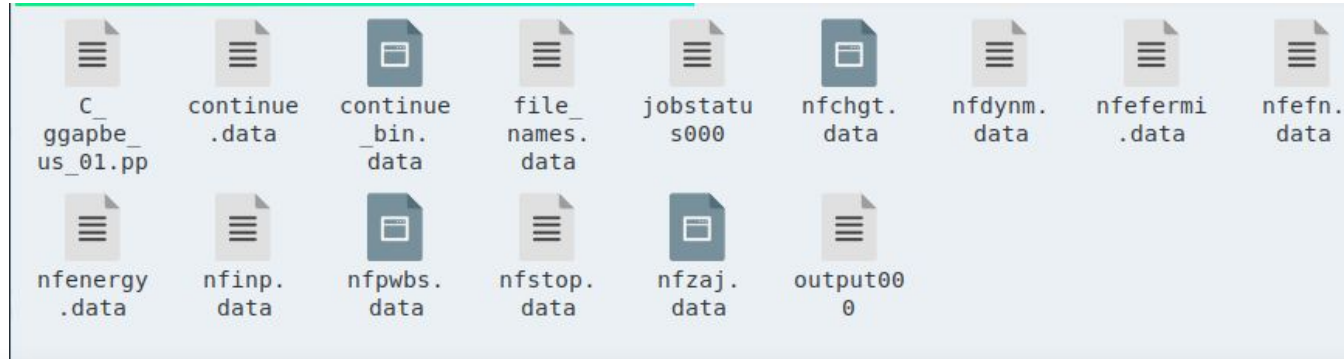 C_ continue continue file_ jobstatu nfchgt. nfdynm. nfefermi nfefn.
ggapbe_ .data _bin. names. s000 data data .data data
us_01.pp data data
nfenergy nfinp. nfpwbs. nfstop. nfzaj. output00
.data data data data data 0